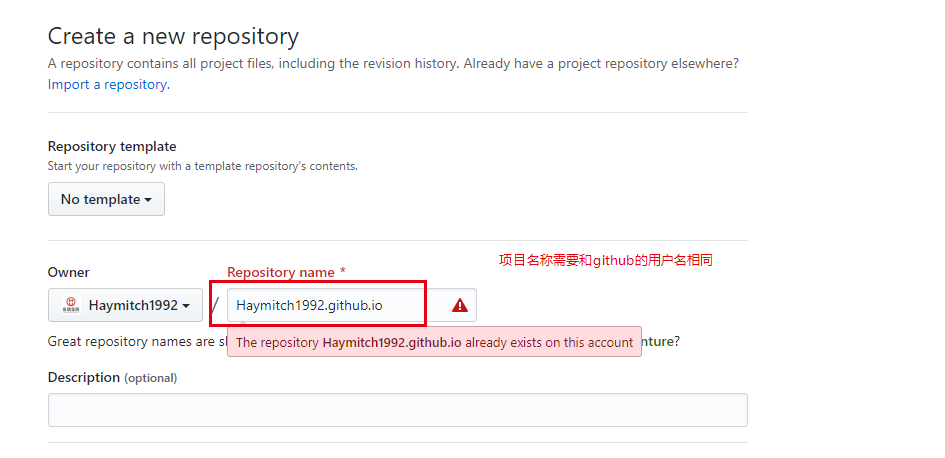 Create a new repository
A repository contains all project files, including the revision history. Already have a project repository elsewhere?
Import a repository.
Repository template
Start your repository with a template repository's contents.
No template
项目名称需要和github的用户名相同
Owner
Repository name *
Haymitch1992 / Haymitch1992.github.io
Great repository names are nture?
The repository Haymitch1992.github.io already exists on this account
Description (optional)